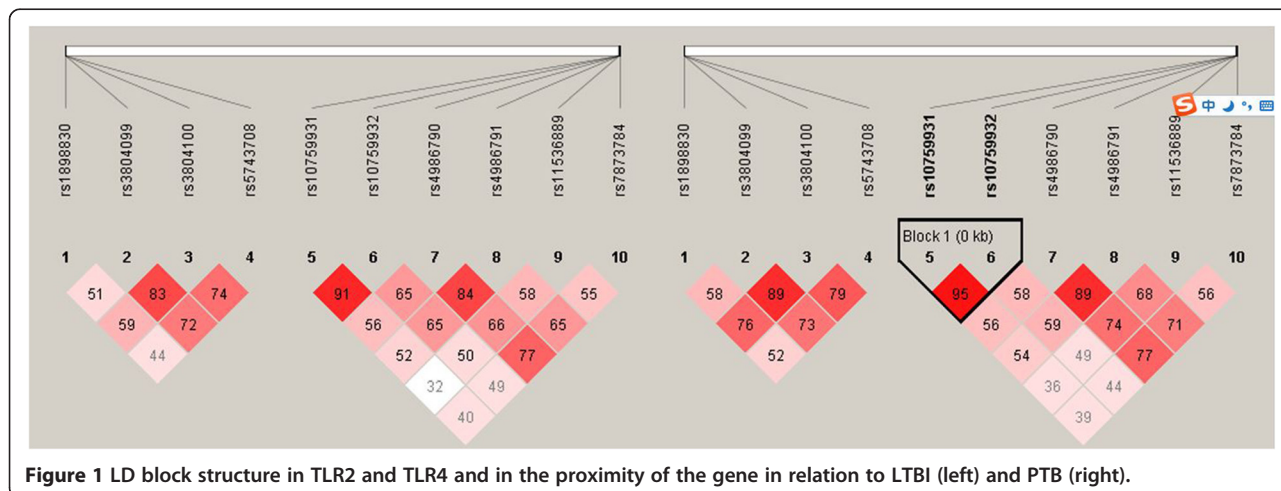 rs1898830 rs3804099 rs3804100 rs5743708 rs10759931 rs10759932 rs4986790 rs4986791 rs11536889 rs7873784 rs1898830 rs3804099 rs3804100 rs5743708 rs10759931 rs10759932 rs4986790 rs4986791 rs11536889 rs7873784
S 中
Block 1 (0 kb)
1 2 3 4 5 6 7 8 9 10 1 2 3 4 5 6 7 8 9 10
51 83 74 91 65 84 58 55 58 89 79 95 58 89 68 56
59 72 56 65 66 65 76 73 56 59 74 71
44 52 50 77 52 54 49 77
32 49 36 44
40 39
Figure 1 LD block structure in TLR2 and TLR4 and in the proximity of the gene in relation to LTBI (left) and PTB (right).